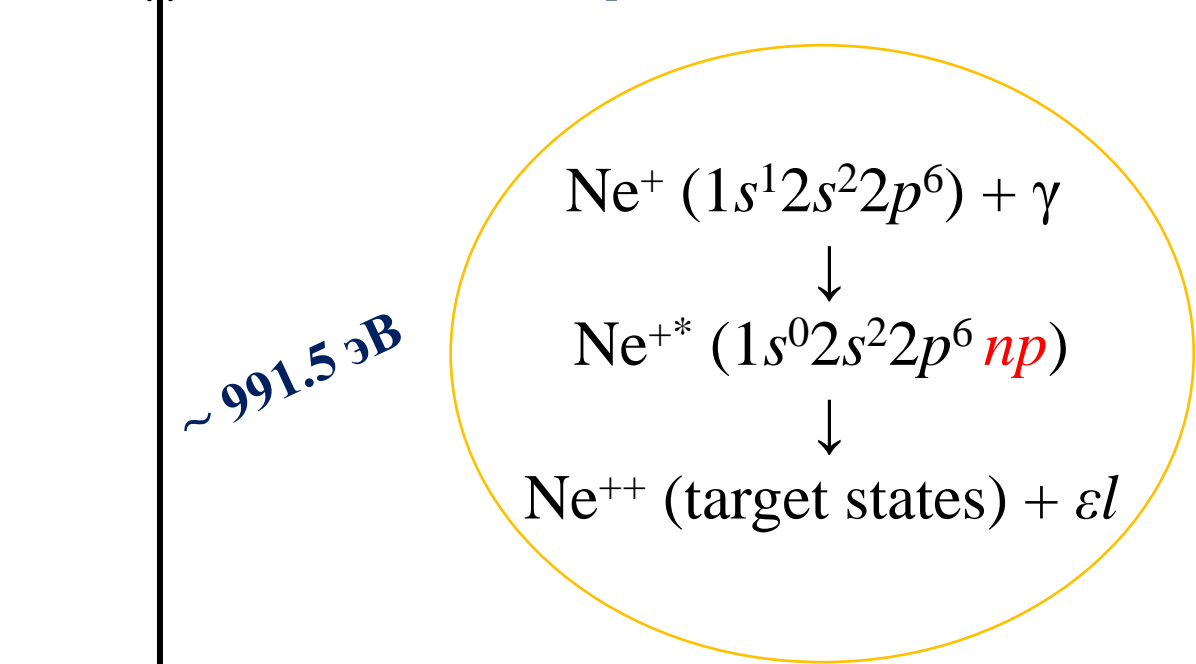 Ne⁺ (1s¹2s²2p⁶) + γ
↓
Ne⁺* (1s⁰2s²2p⁶ np)
↓
Ne⁺⁺ (target states) + εl
~ 991.5 эВ